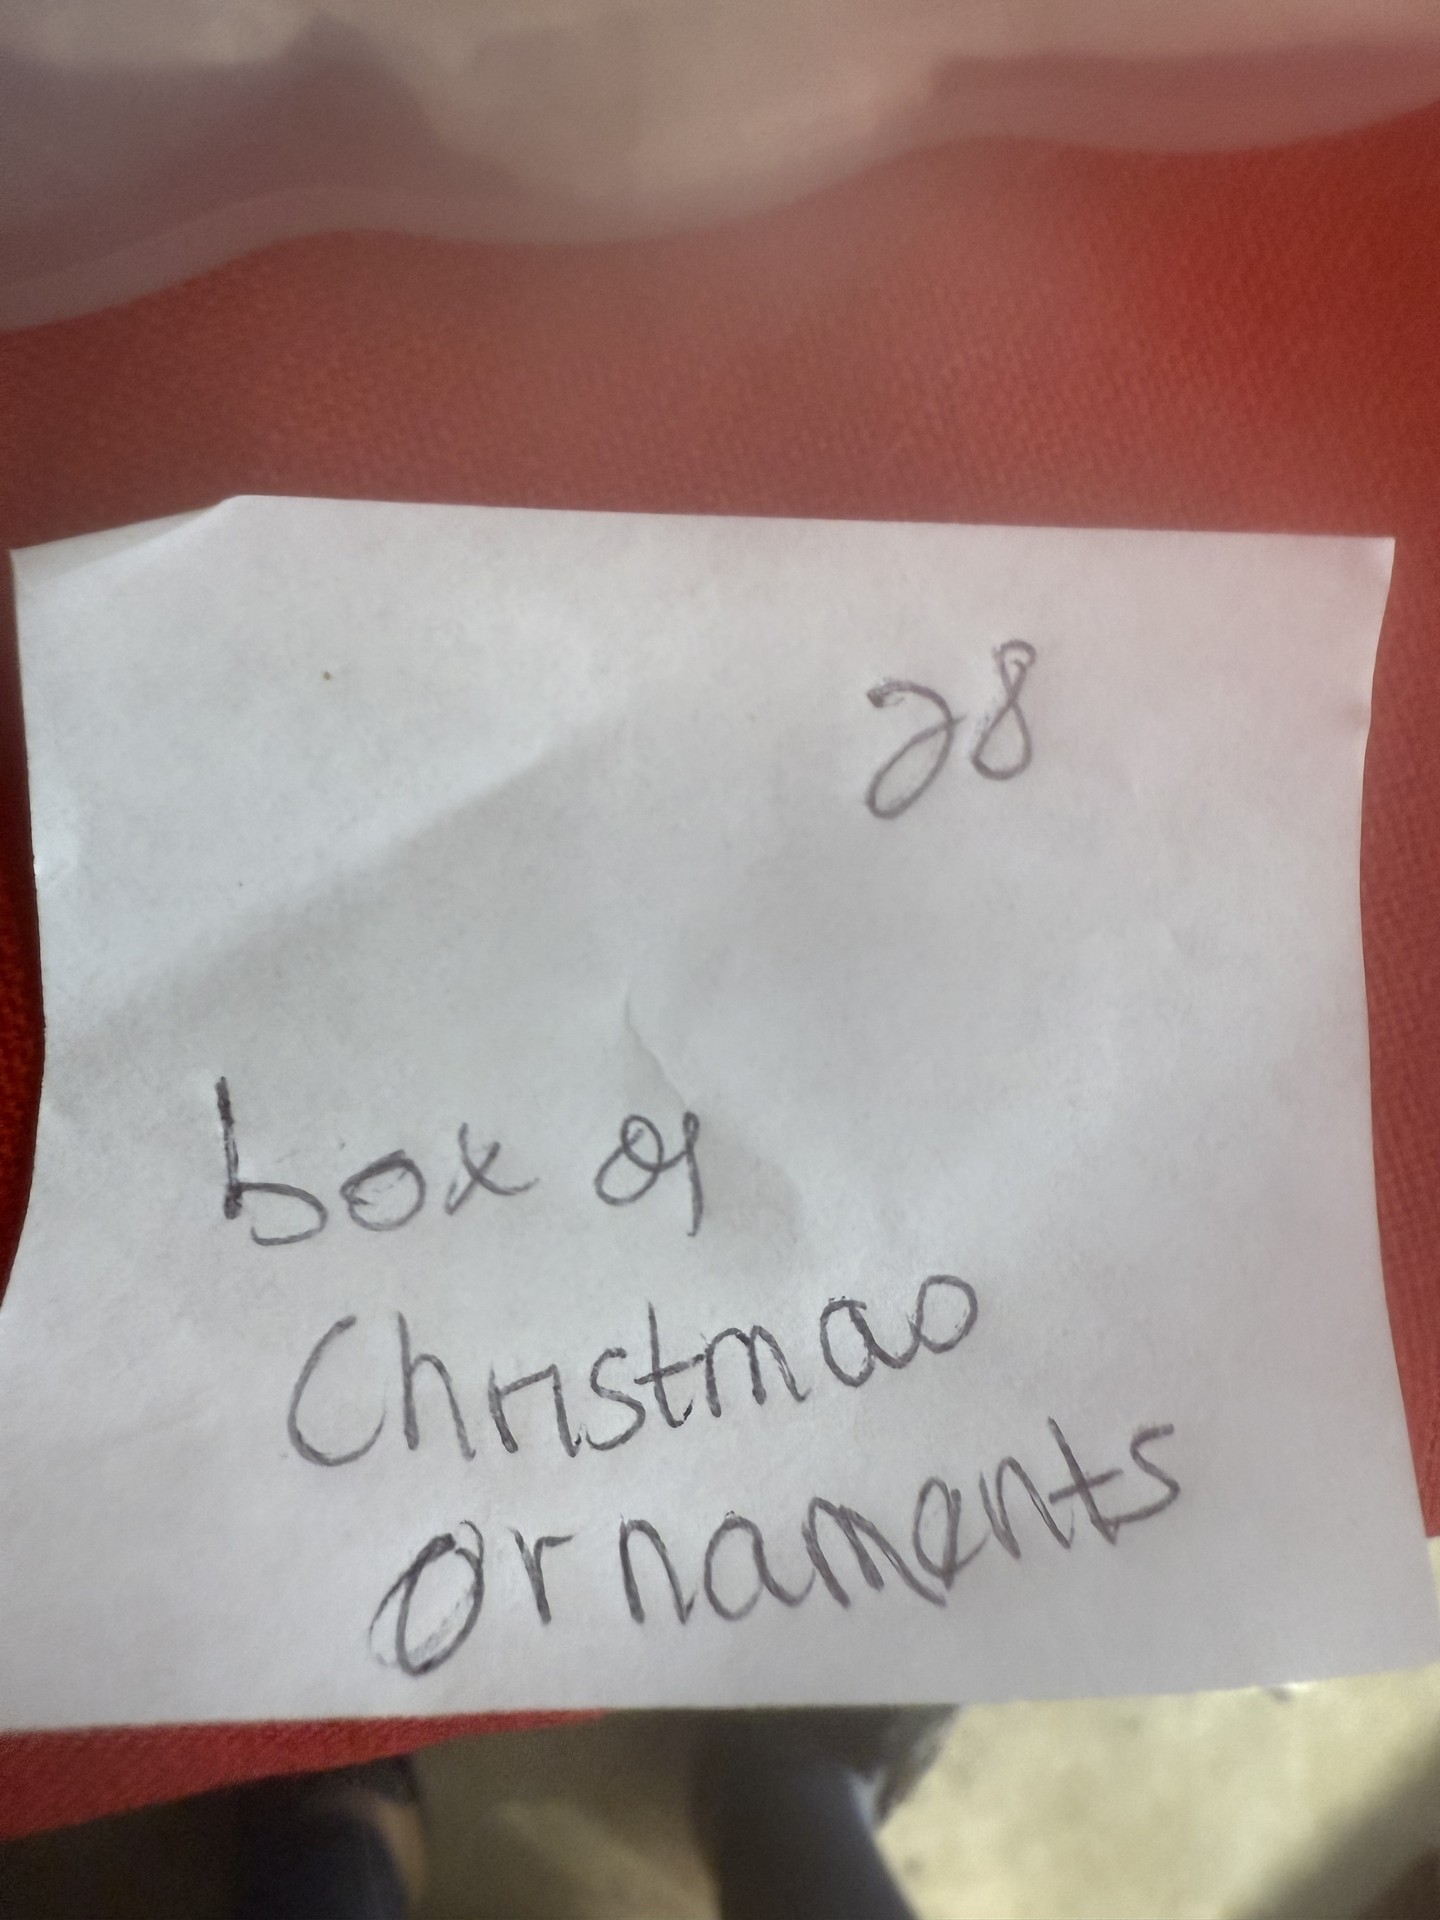 28
box of
Christmas
ornaments